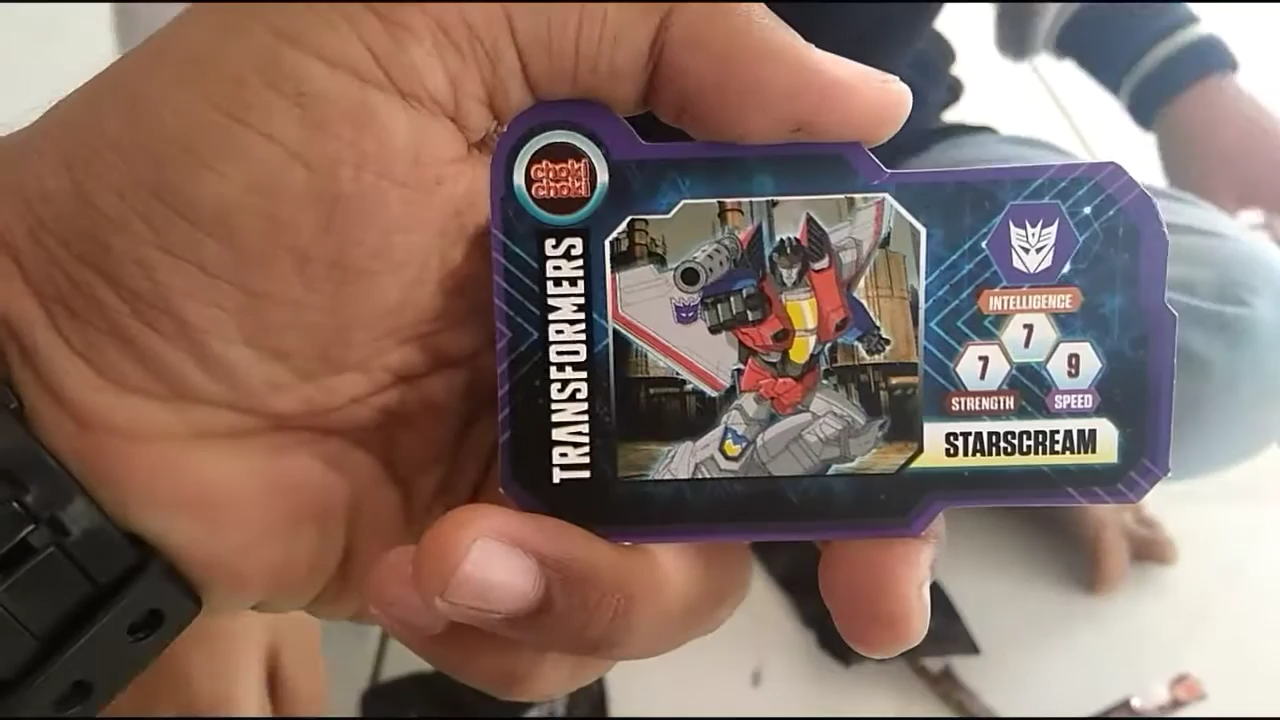 choki
choki
TRANSFORMERS
INTELLIGENCE
7
7
9
STRENGTH
SPEED
STARSCREAM